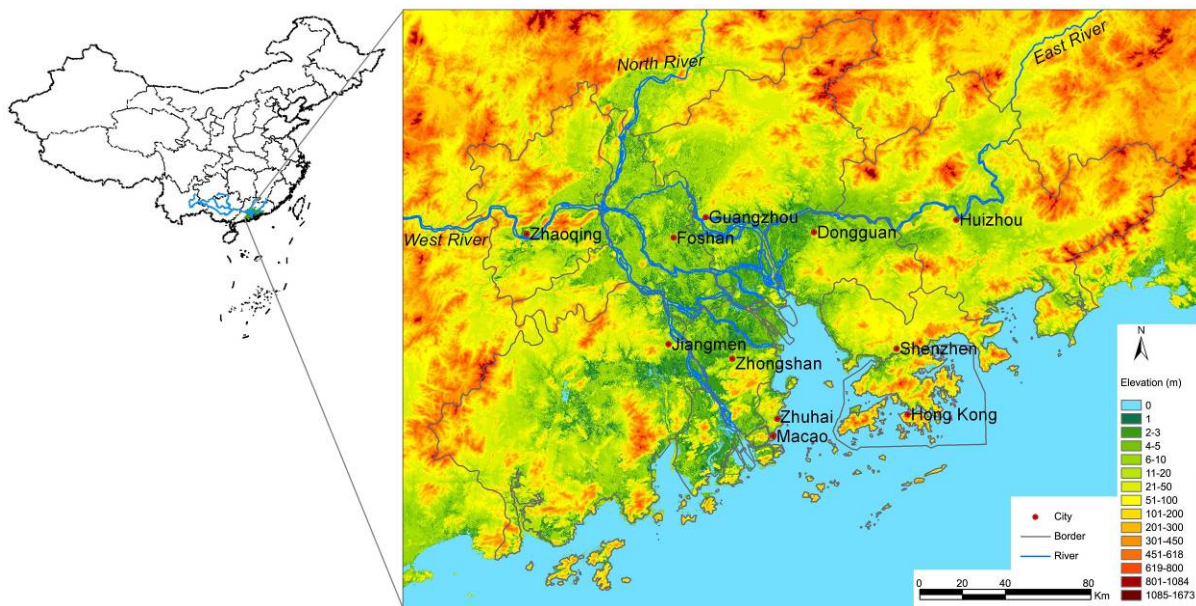 North River
East River
West River
Zhaoqing
Guangzhou
Foshan
Dongguan
Huizhou
Jiangmen
Zhongshan
Shenzhen
Zhuhai
Macao
Hong Kong
N
Elevation (m)
0
1
2-3
4-5
6-10
11-20
21-50
51-100
101-200
201-300
301-450
451-618
619-800
801-1084
1085-1673
City
Border
River
0 20 40 80
Km